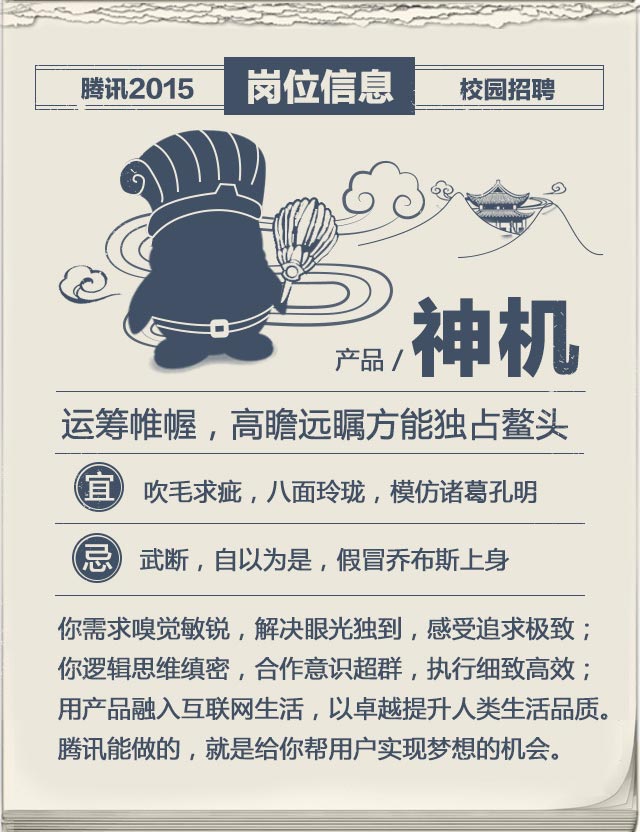 腾讯2015 岗位信息 校园招聘
产品 / 神机
运筹帷幄，高瞻远瞩方能独占鳌头
宜 吹毛求疵，八面玲珑，模仿诸葛孔明
忌 武断，自以为是，假冒乔布斯上身
你需求嗅觉敏锐，解决眼光独到，感受追求极致；
你逻辑思维缜密，合作意识超群，执行细致高效；
用产品融入互联网生活，以卓越提升人类生活品质。
腾讯能做的，就是给你帮用户实现梦想的机会。